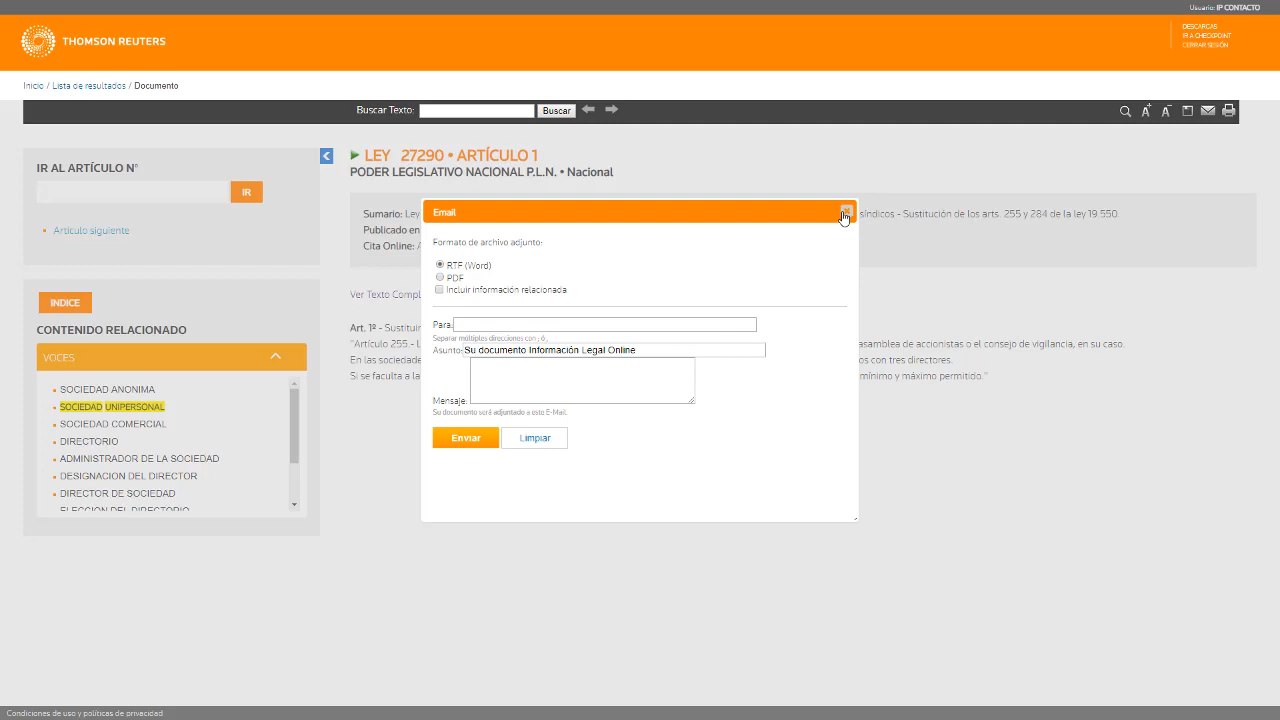 Usuario: IP CONTACTO
THOMSON REUTERS
DESCARGAS
IR A CHECKPOINT
CERRAR SESIÓN
Inicio / Lista de resultados / Documento
Buscar Texto:
Buscar
IR AL ARTÍCULO N°
IR
Artículo siguiente
INDICE
CONTENIDO RELACIONADO
VOCES
SOCIEDAD ANONIMA
SOCIEDAD UNIPERSONAL
SOCIEDAD COMERCIAL
DIRECTORIO
ADMINISTRADOR DE LA SOCIEDAD
DESIGNACION DEL DIRECTOR
DIRECTOR DE SOCIEDAD
ELECCION DEL DIRECTORIO
LEY 27290 • ARTÍCULO 1
PODER LEGISLATIVO NACIONAL P.L.N. • Nacional
Sumario: Ley síndicos - Sustitución de los arts. 255 y 284 de la ley 19.550.
Publicado en
Cita Online:
Ver Texto Compl
Art. 1º - Sustitui
"Artículo 255.- L asamblea de accionistas o el consejo de vigilancia, en su caso.
En las sociedade os con tres directores.
Si se faculta a la mínimo y máximo permitido."
Email
Formato de archivo adjunto:
RTF (Word)
PDF
Incluir información relacionada
Para:
Separar múltiples direcciones con ; ó ,
Asunto: Su documento Información Legal Online
Mensaje:
Su documento será adjuntado a este E-Mail.
Enviar
Limpiar
Condiciones de uso y políticas de privacidad